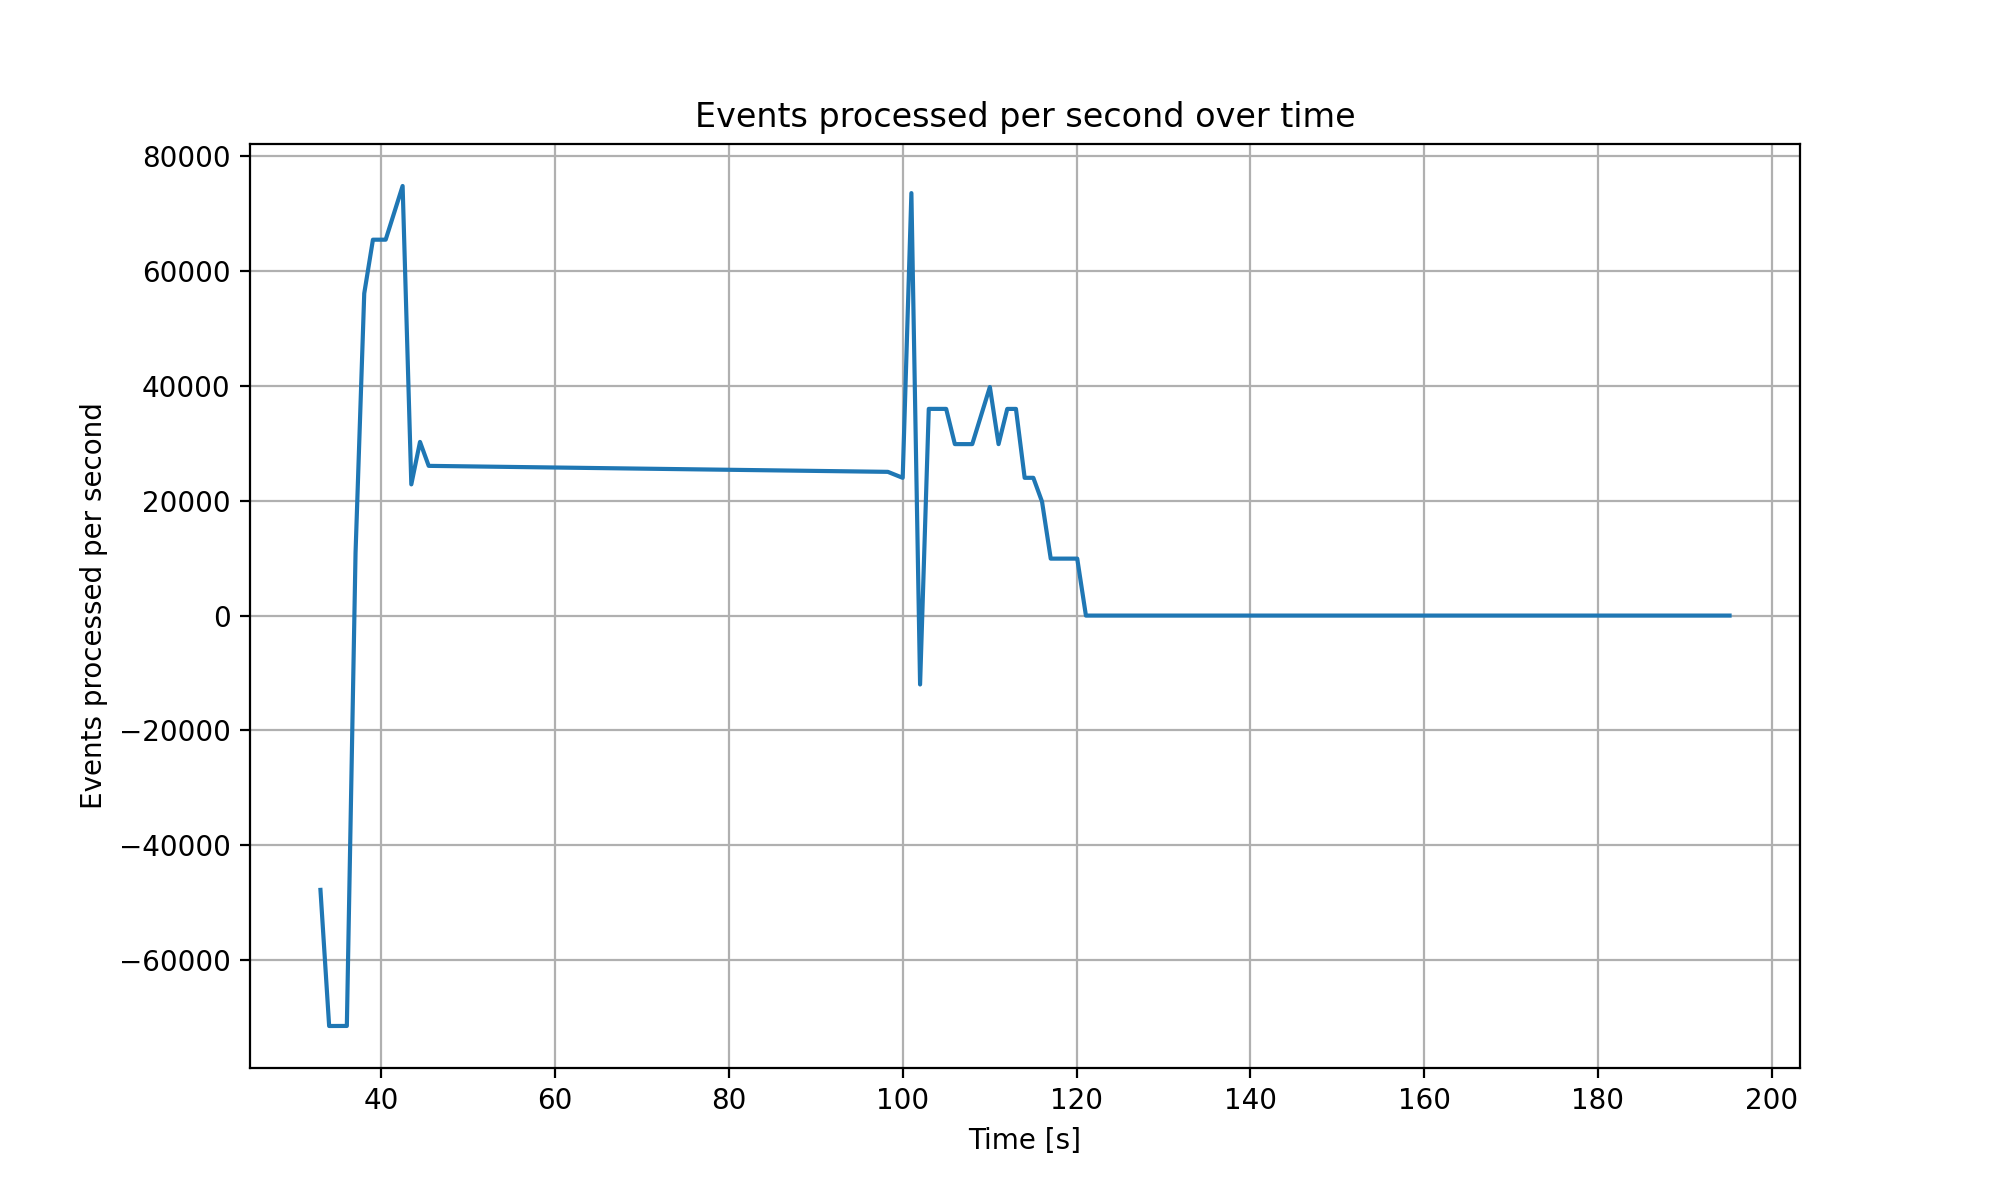 Events processed per second over time
Events processed per second
80000
60000
40000
20000
0
−20000
−40000
−60000
40 60 80 100 120 140 160 180 200
Time [s]